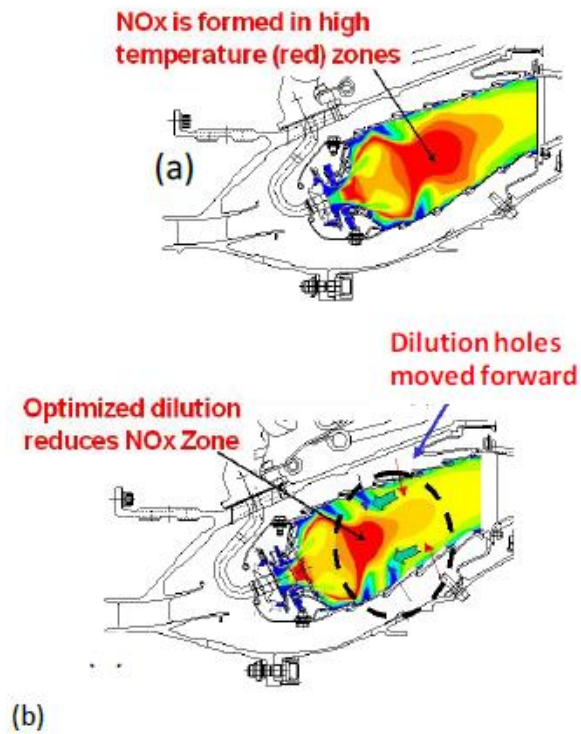 NOx is formed in high
temperature (red) zones
(a)
Dilution holes
moved forward
Optimized dilution
reduces NOx Zone
(b)